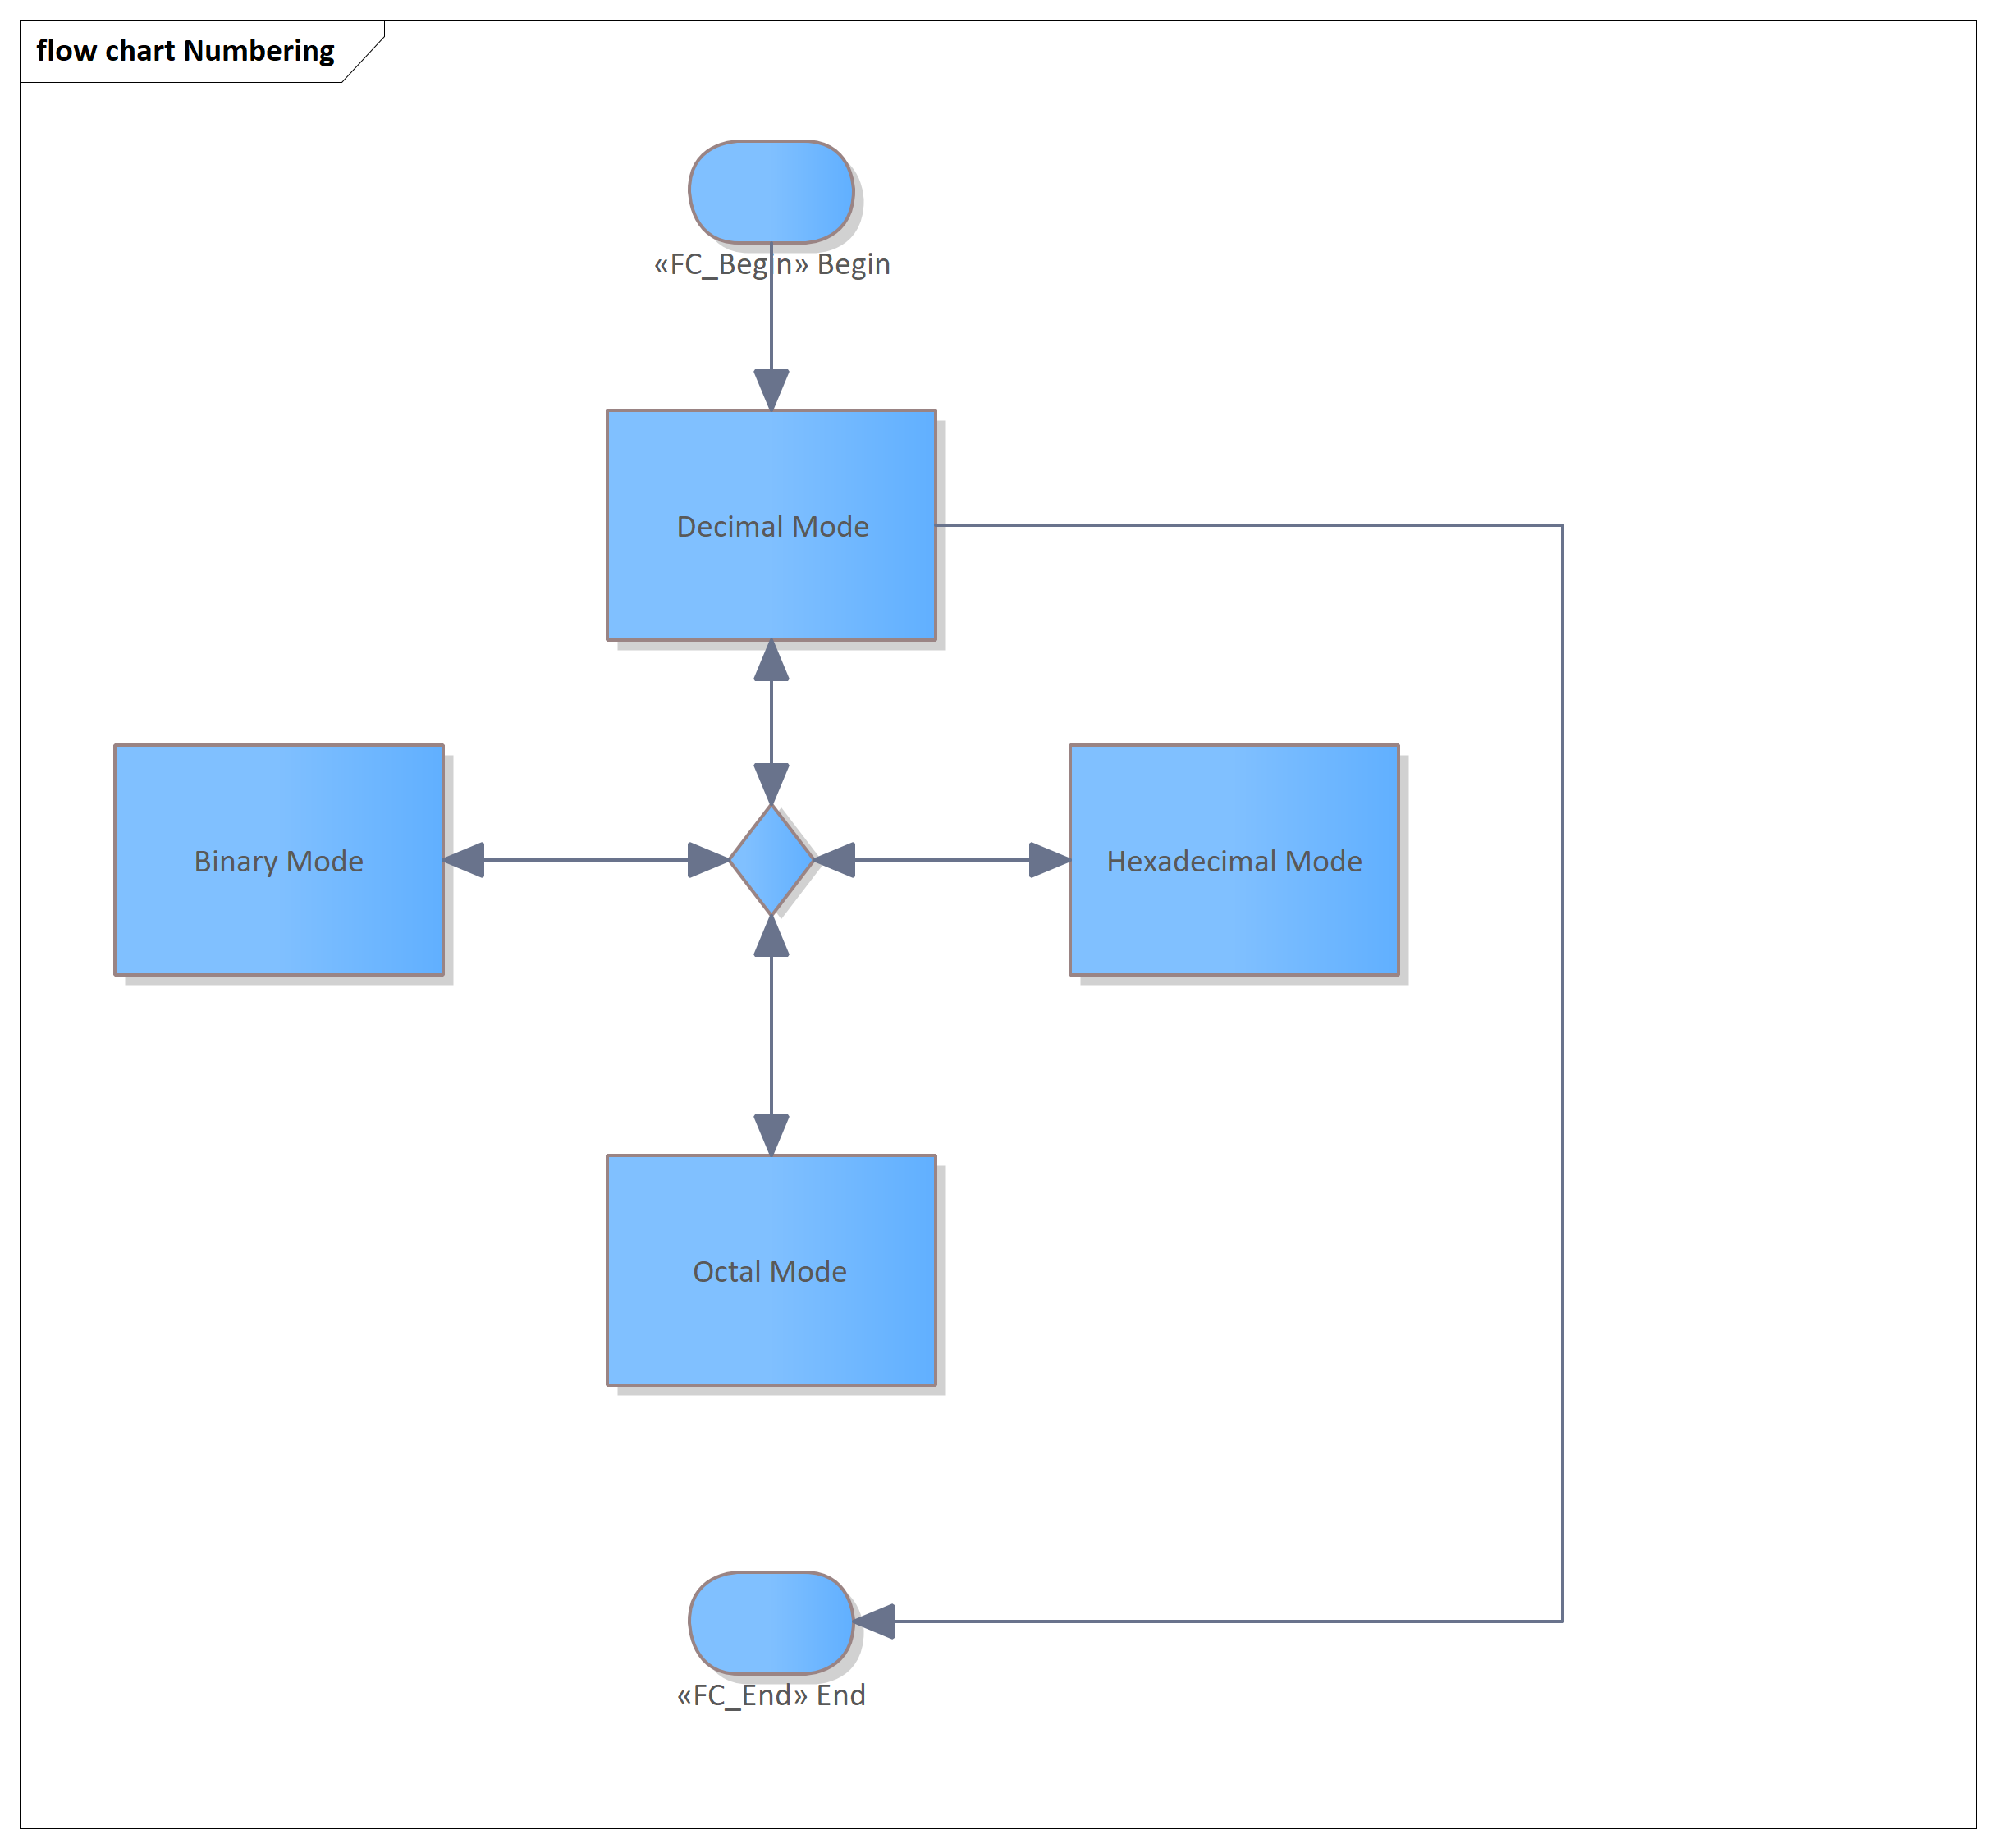 flow chart Numbering
«FC_Begin» Begin
Decimal Mode
Binary Mode
Hexadecimal Mode
Octal Mode
«FC_End» End